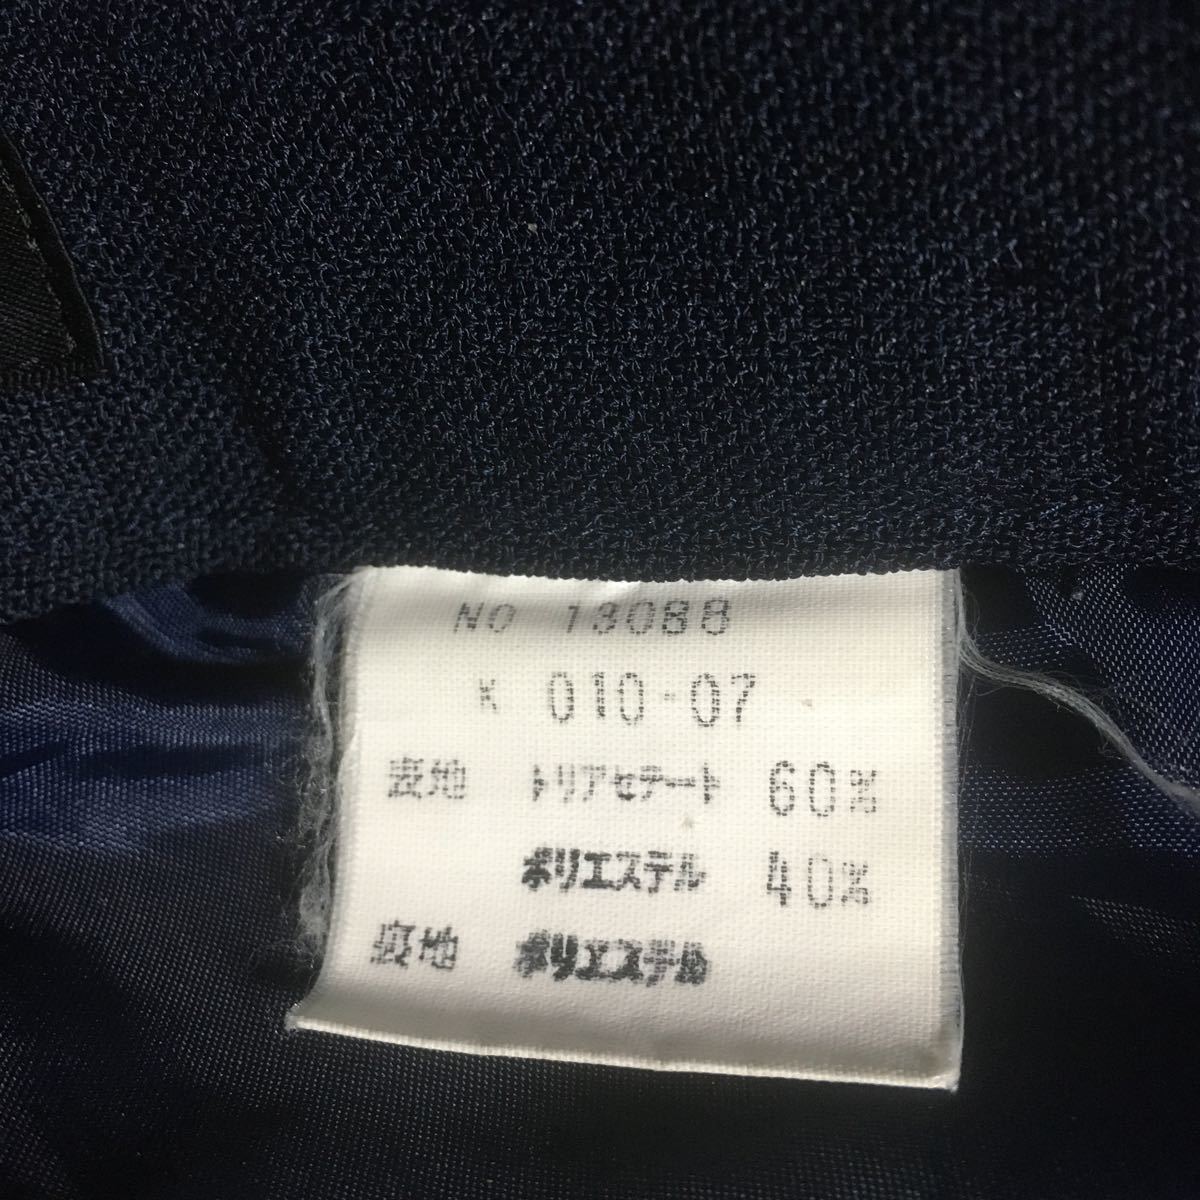 NO 13088
K 010-07
表地 トリアセテート 60%
ポリエステル 40%
裏地 ポリエステル